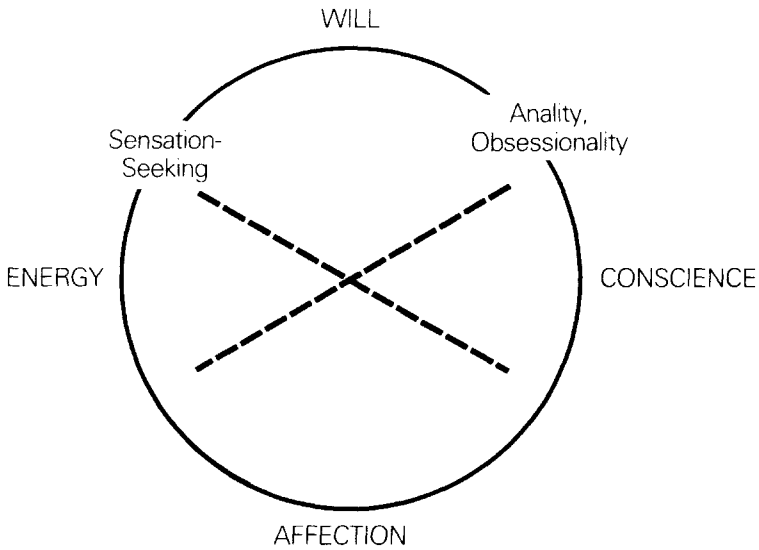 WILL
Sensation-
Seeking
Anality,
Obsessionality
ENERGY
CONSCIENCE
AFFECTION